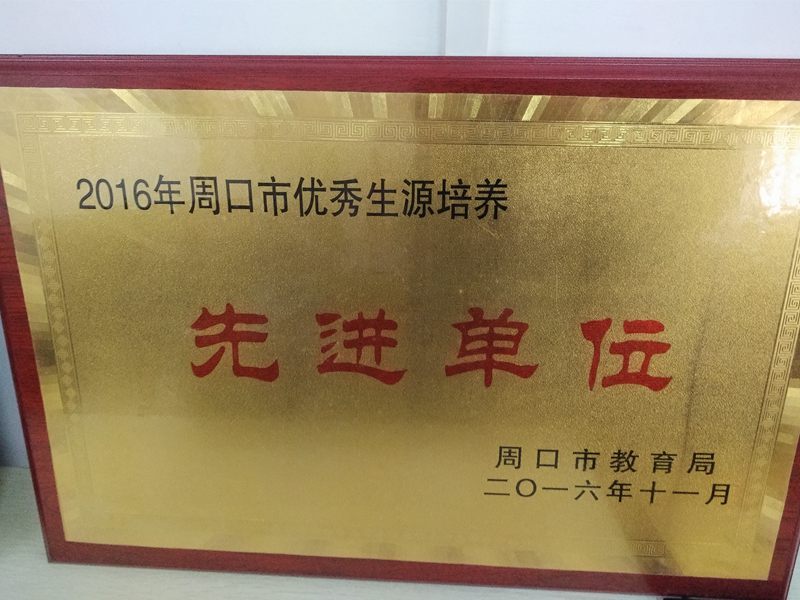 2016年周口市优秀生源培养
先进单位
周口市教育局
二〇一六年十一月